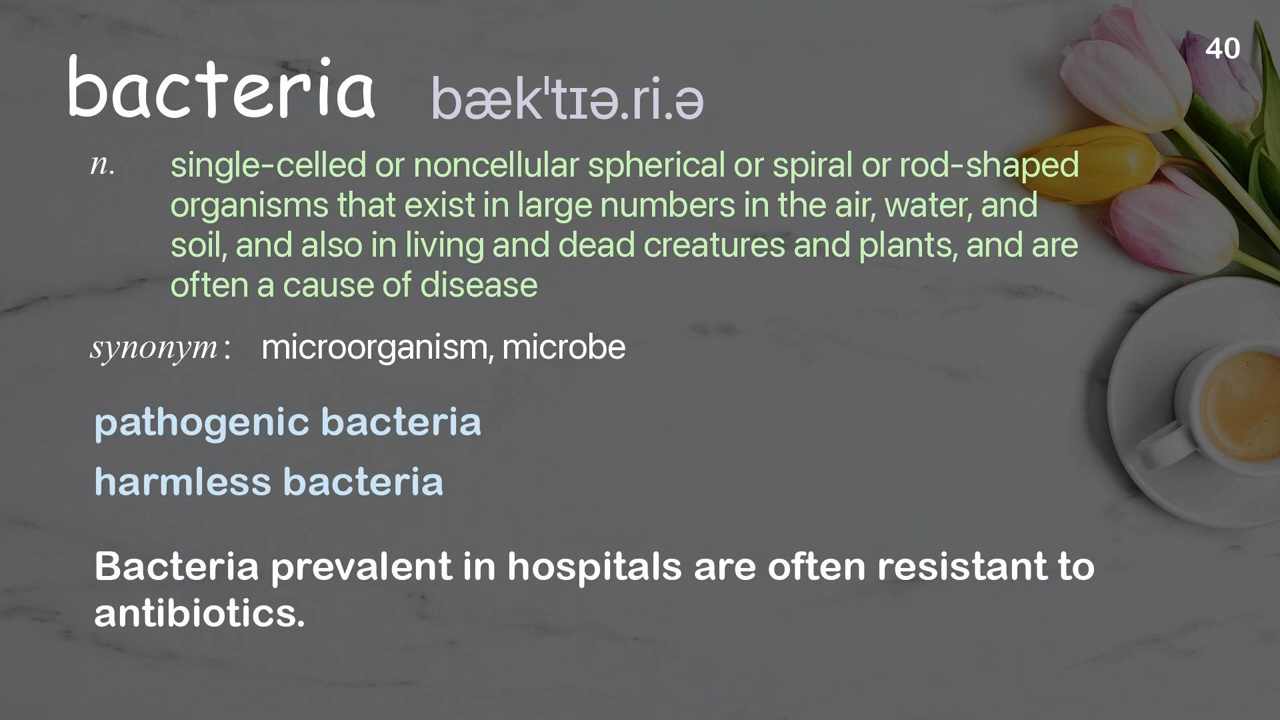 40
bacteria bækˈtɪə.ri.ə
n. single-celled or noncellular spherical or spiral or rod-shaped
organisms that exist in large numbers in the air, water, and
soil, and also in living and dead creatures and plants, and are
often a cause of disease
synonym: microorganism, microbe
pathogenic bacteria
harmless bacteria
Bacteria prevalent in hospitals are often resistant to
antibiotics.